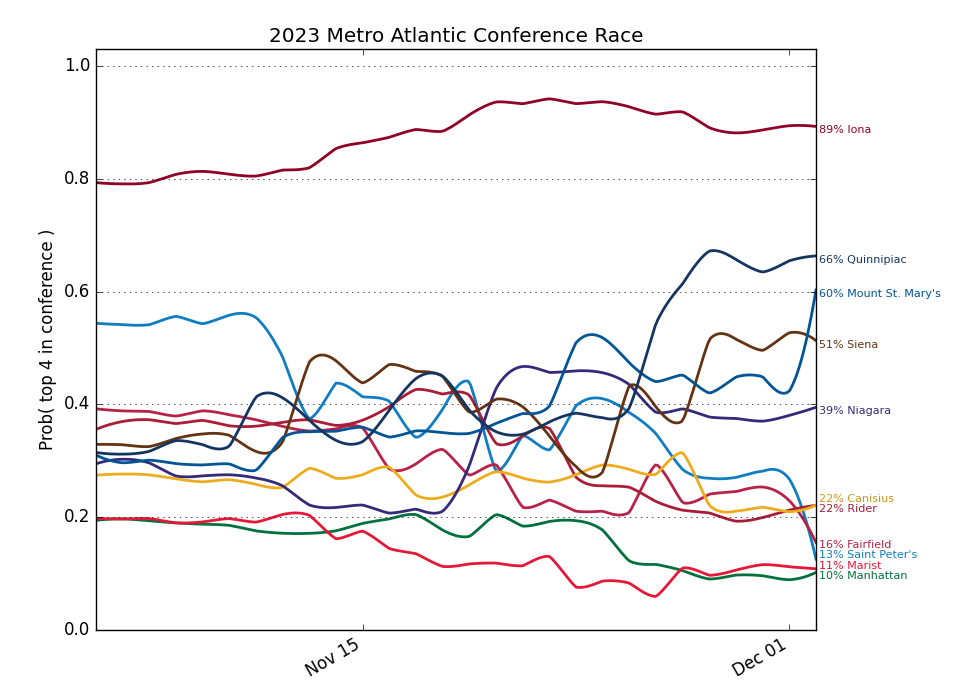 2023 Metro Atlantic Conference Race
Prob( top 4 in conference )
1.0
0.8
0.6
0.4
0.2
0.0
Nov 15
Dec 01
89% Iona
66% Quinnipiac
60% Mount St. Mary's
51% Siena
39% Niagara
22% Canisius
22% Rider
16% Fairfield
13% Saint Peter's
11% Marist
10% Manhattan